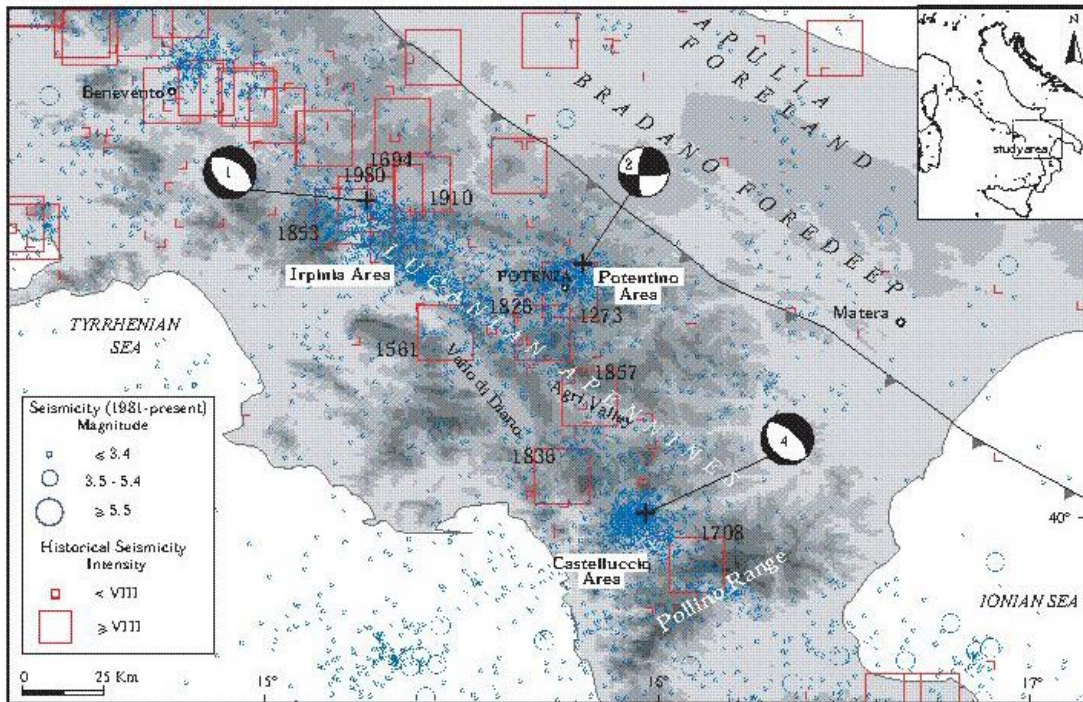 APULIA
FORELAND
BRADANO FOREDEEP
N
study area
Benevento
1
2
1694
1980
1910
1853
Irpinia Area
LUCANIAN APENNINES
POTENZA
Potentino
Area
1826
1273
Matera
TYRRHENIAN
SEA
1561
1857
Vallo di Diano
Agri Valley
Seismicity (1981-present)
Magnitude
⩽ 3.4
3.5 - 5.4
⩾ 5.5
Historical Seismicity
Intensity
< VIII
⩾ VIII
4
1836
40°
1708
Castelluccio
Area
Pollino Range
IONIAN SEA
0 25 Km
15°
16°
17°